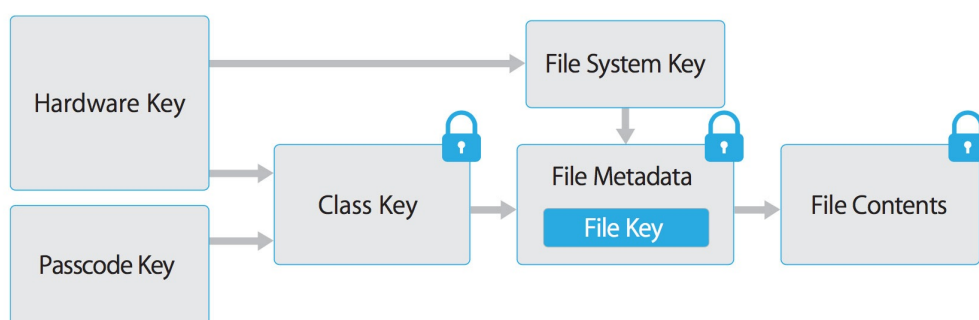 Hardware Key
File System Key
Class Key
File Metadata
File Key
File Contents
Passcode Key